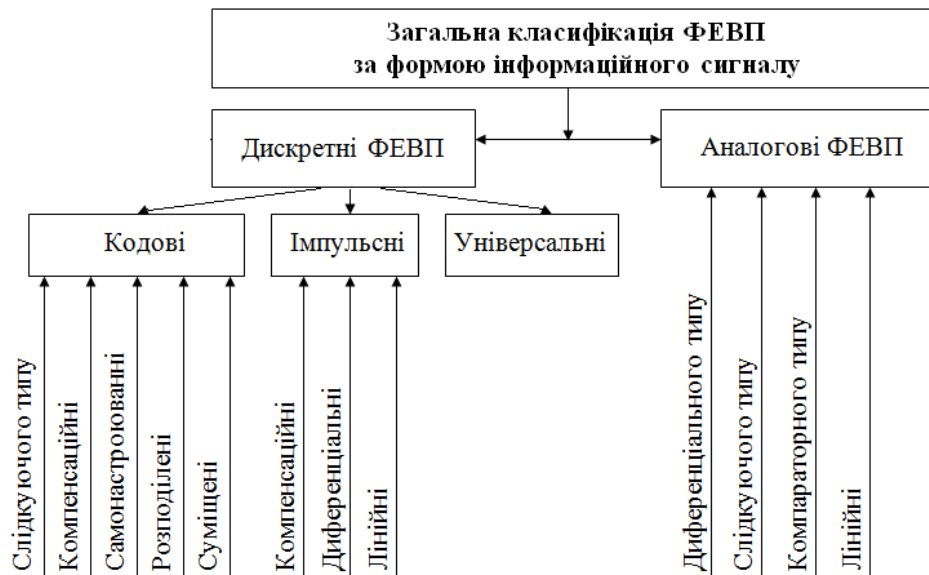 Загальна класифікація ФЕВП
за формою інформаційного сигналу
Дискретні ФЕВП
Аналогові ФЕВП
Кодові
Імпульсні
Універсальні
Слідкуючого типу
Компенсаційні
Самонастроюванні
Розподілені
Суміщені
Компенсаційні
Диференціальні
Лінійні
Диференціального типу
Слідкуючого типу
Компараторного типу
Лінійні